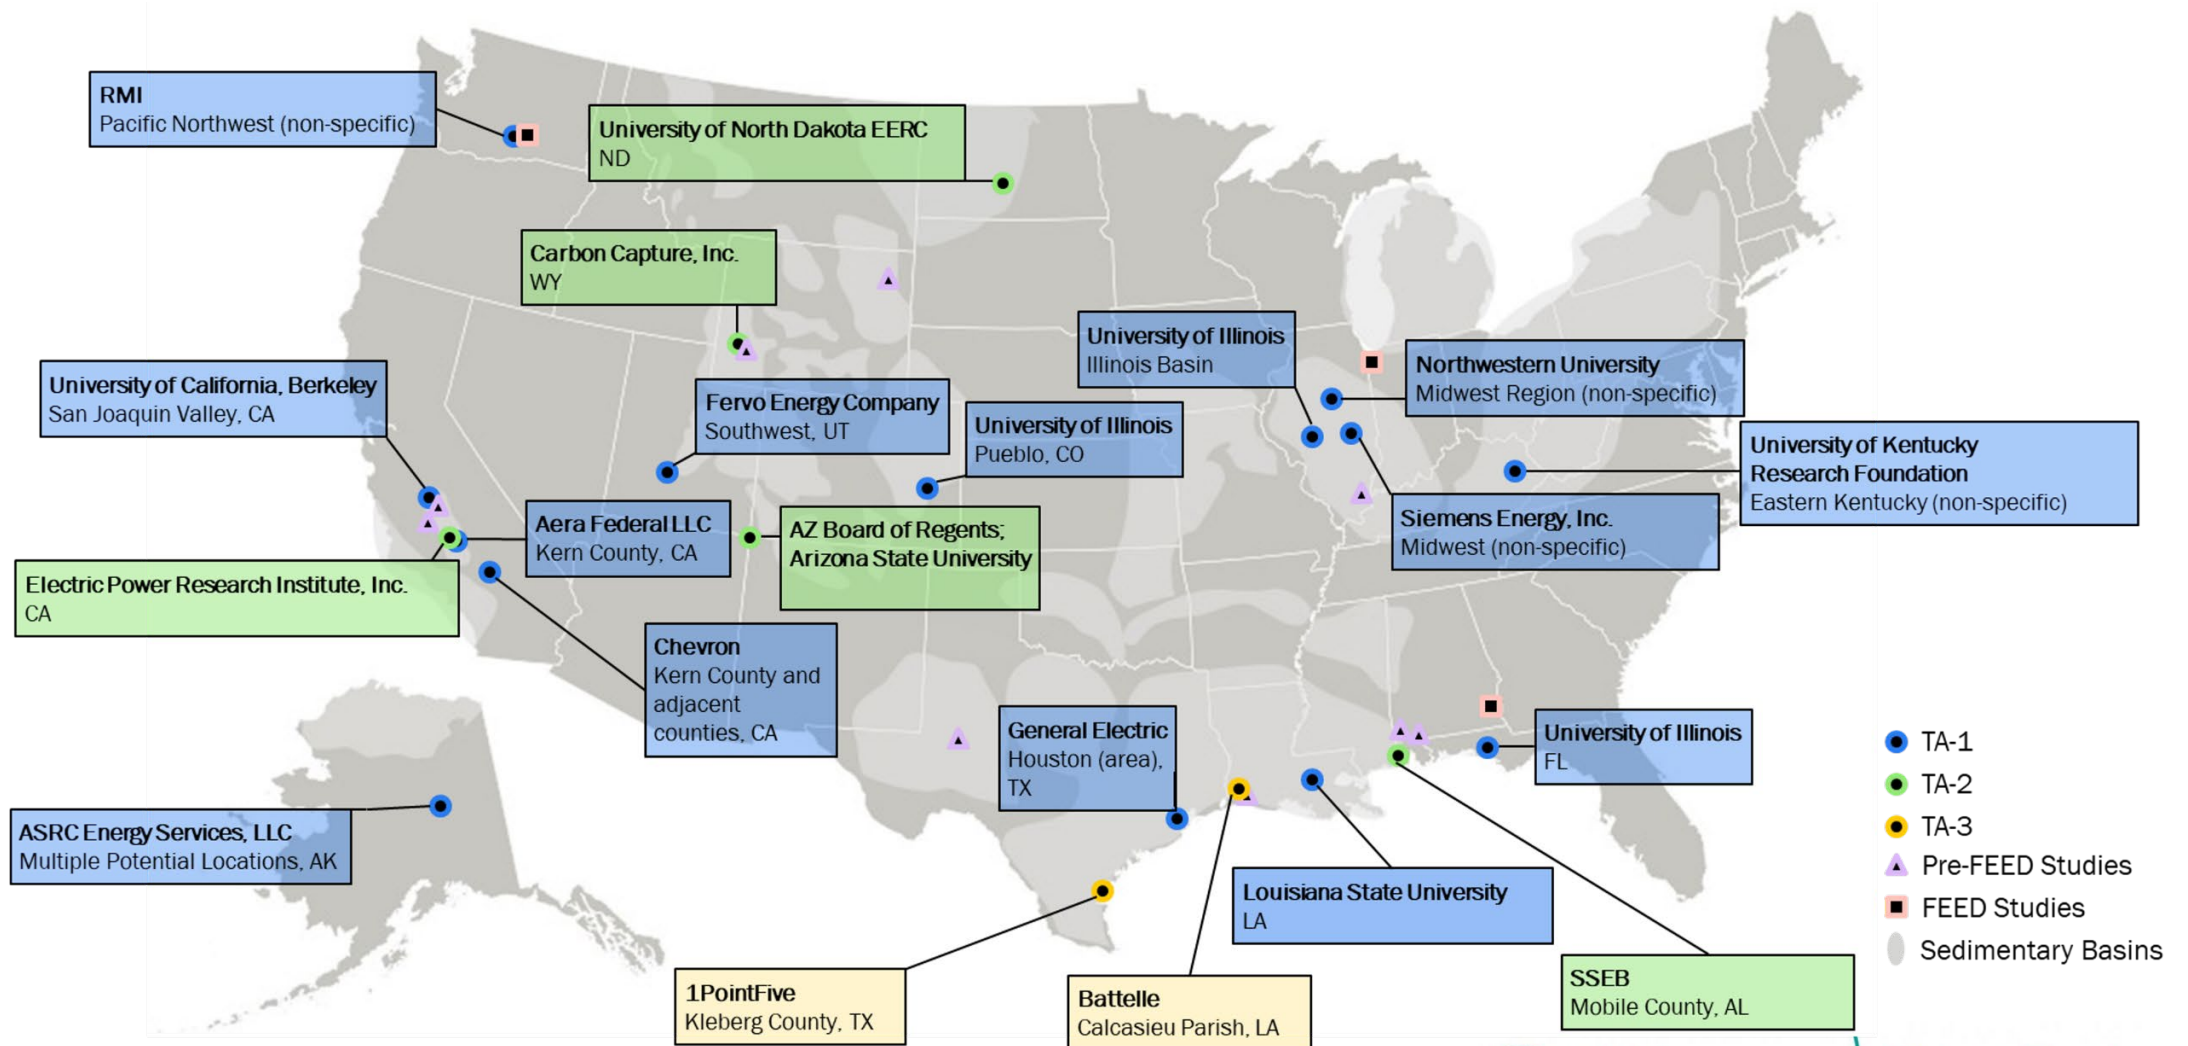 RMI
Pacific Northwest (non-specific)
University of North Dakota EERC
ND
Carbon Capture, Inc.
WY
University of Illinois
Illinois Basin
Northwestern University
Midwest Region (non-specific)
University of California, Berkeley
San Joaquin Valley, CA
Fervo Energy Company
Southwest, UT
University of Illinois
Pueblo, CO
University of Kentucky
Research Foundation
Eastern Kentucky (non-specific)
Aera Federal LLC
Kern County, CA
AZ Board of Regents;
Arizona State University
Siemens Energy, Inc.
Midwest (non-specific)
Electric Power Research Institute, Inc.
CA
Chevron
Kern County and
adjacent
counties, CA
General Electric
Houston (area),
TX
University of Illinois
FL
ASRC Energy Services, LLC
Multiple Potential Locations, AK
Louisiana State University
LA
1PointFive
Kleberg County, TX
Battelle
Calcasieu Parish, LA
SSEB
Mobile County, AL
TA-1
TA-2
TA-3
Pre-FEED Studies
FEED Studies
Sedimentary Basins